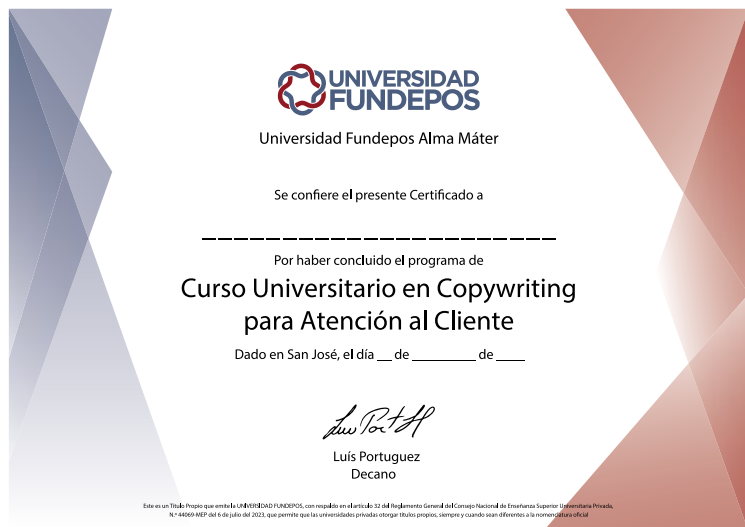 UNIVERSIDAD
FUNDEPOS
Universidad Fundepos Alma Máter
Se confiere el presente Certificado a
______________________
Por haber concluido el programa de
Curso Universitario en Copywriting
para Atención al Cliente
Dado en San José, el día __ de _________ de ____
Luís Portuguez
Decano
Este es un Título Propio que emite la UNIVERSIDAD FUNDEPOS, con respaldo en el artículo 32 del Reglamento General del Consejo Nacional de Enseñanza Superior Universitaria Privada,
N.º 44069-MEP del 6 de julio del 2023, que permite que las universidades privadas otorgar títulos propios, siempre y cuando sean diferentes a la nomenclatura oficial